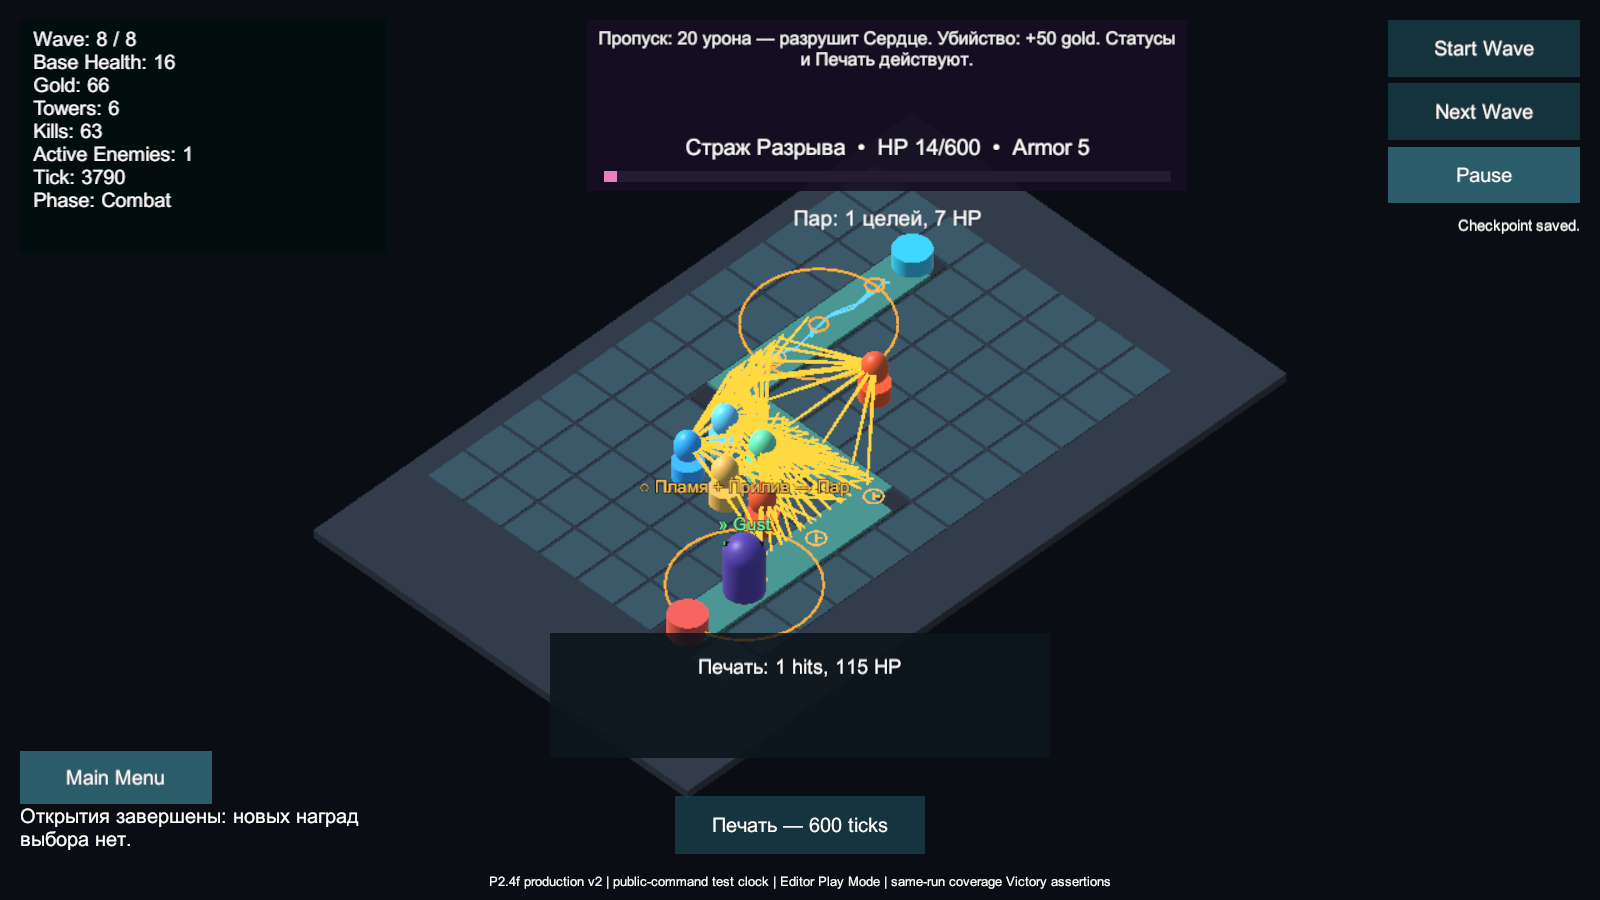 Wave: 8 / 8
Base Health: 16
Gold: 66
Towers: 6
Kills: 63
Active Enemies: 1
Tick: 3790
Phase: Combat
Пропуск: 20 урона — разрушит Сердце. Убийство: +50 gold. Статусы
и Печать действуют.
Страж Разрыва • HP 14/600 • Armor 5
Start Wave
Next Wave
Pause
Checkpoint saved.
Пар: 1 целей, 7 HP
○ Пламя + Прилив — Пар
» Gust
Печать: 1 hits, 115 HP
Main Menu
Открытия завершены: новых наград
выбора нет.
Печать — 600 ticks
P2.4f production v2 | public-command test clock | Editor Play Mode | same-run coverage Victory assertions